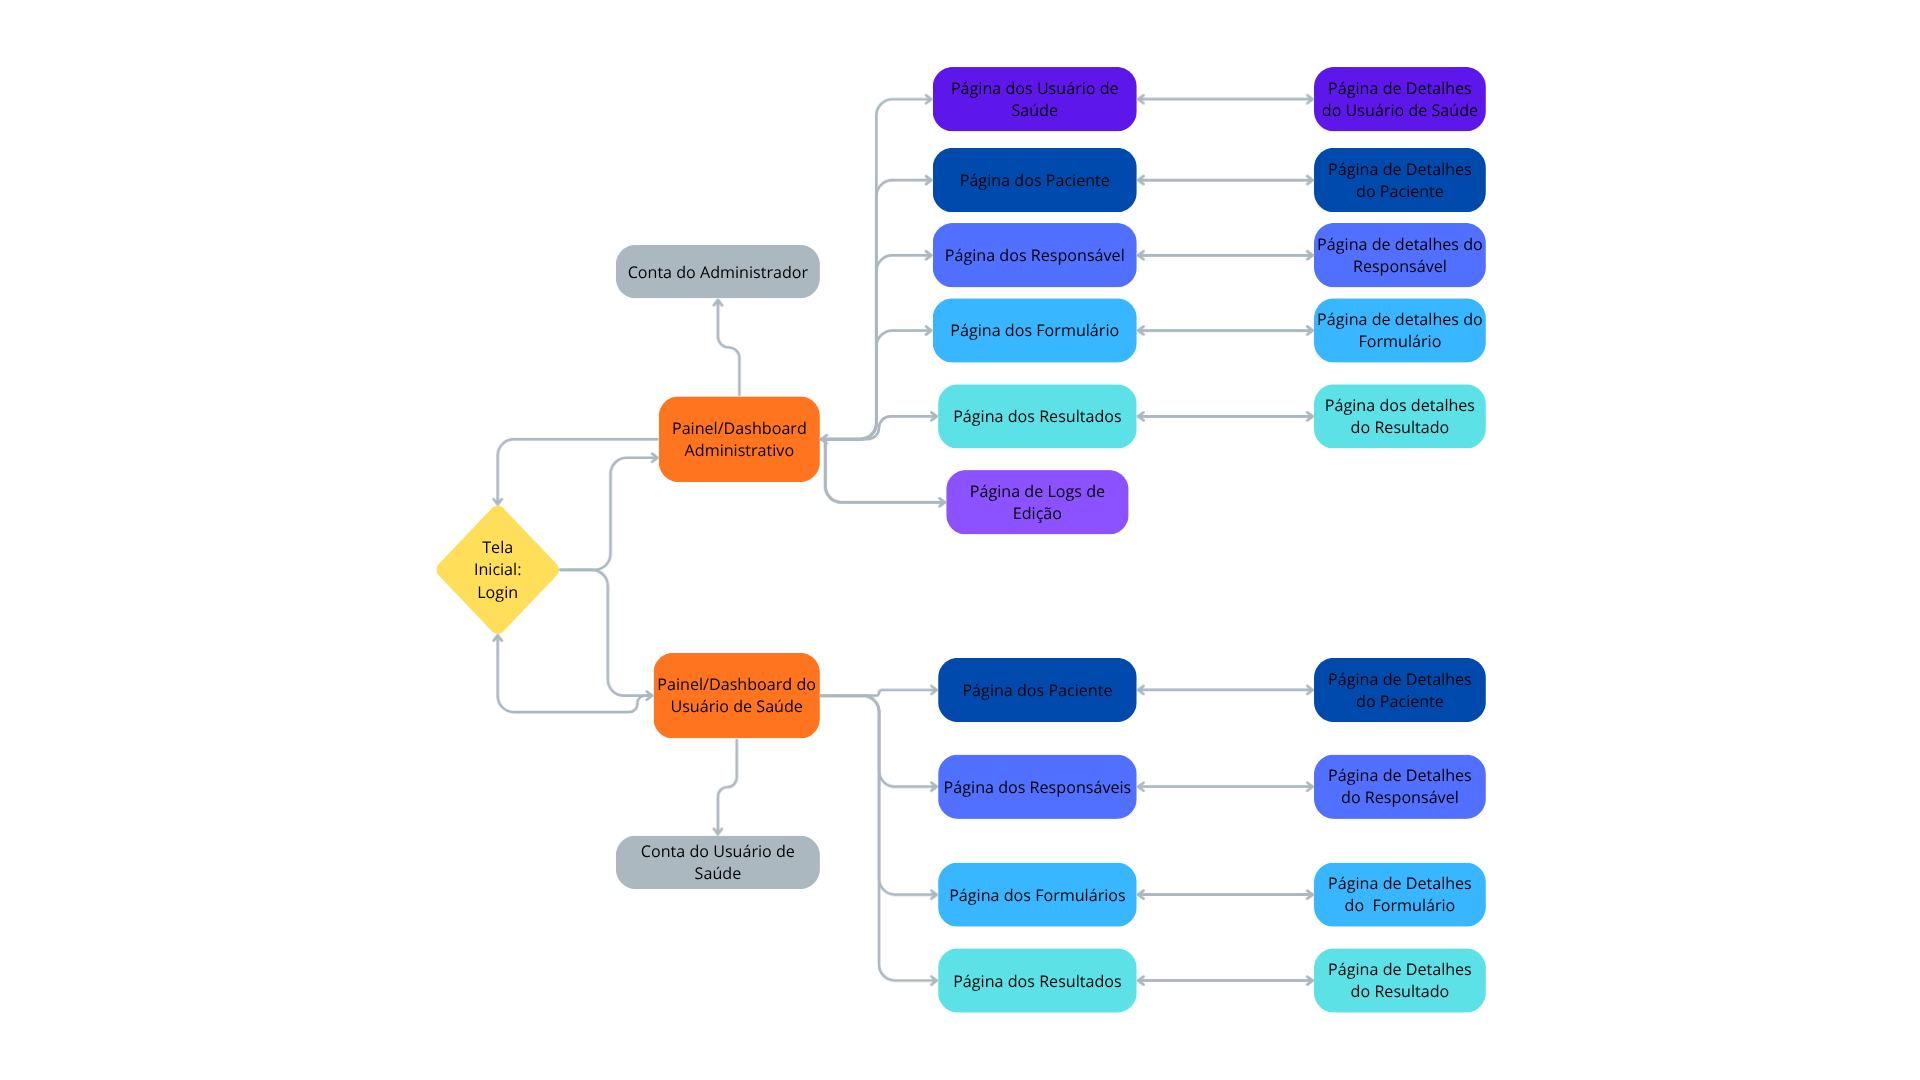 Página dos Usuário de
Saúde
Página de Detalhes
do Usuário de Saúde
Página dos Paciente
Página de Detalhes
do Paciente
Conta do Administrador
Página dos Responsável
Página de detalhes do
Responsável
Página dos Formulário
Página de detalhes do
Formulário
Painel/Dashboard
Administrativo
Página dos Resultados
Página dos detalhes
do Resultado
Página de Logs de
Edição
Tela
Inicial:
Login
Painel/Dashboard do
Usuário de Saúde
Página dos Paciente
Página de Detalhes
do Paciente
Página dos Responsáveis
Página de Detalhes
do Responsável
Conta do Usuário de
Saúde
Página dos Formulários
Página de Detalhes
do  Formulário
Página dos Resultados
Página de Detalhes
do Resultado